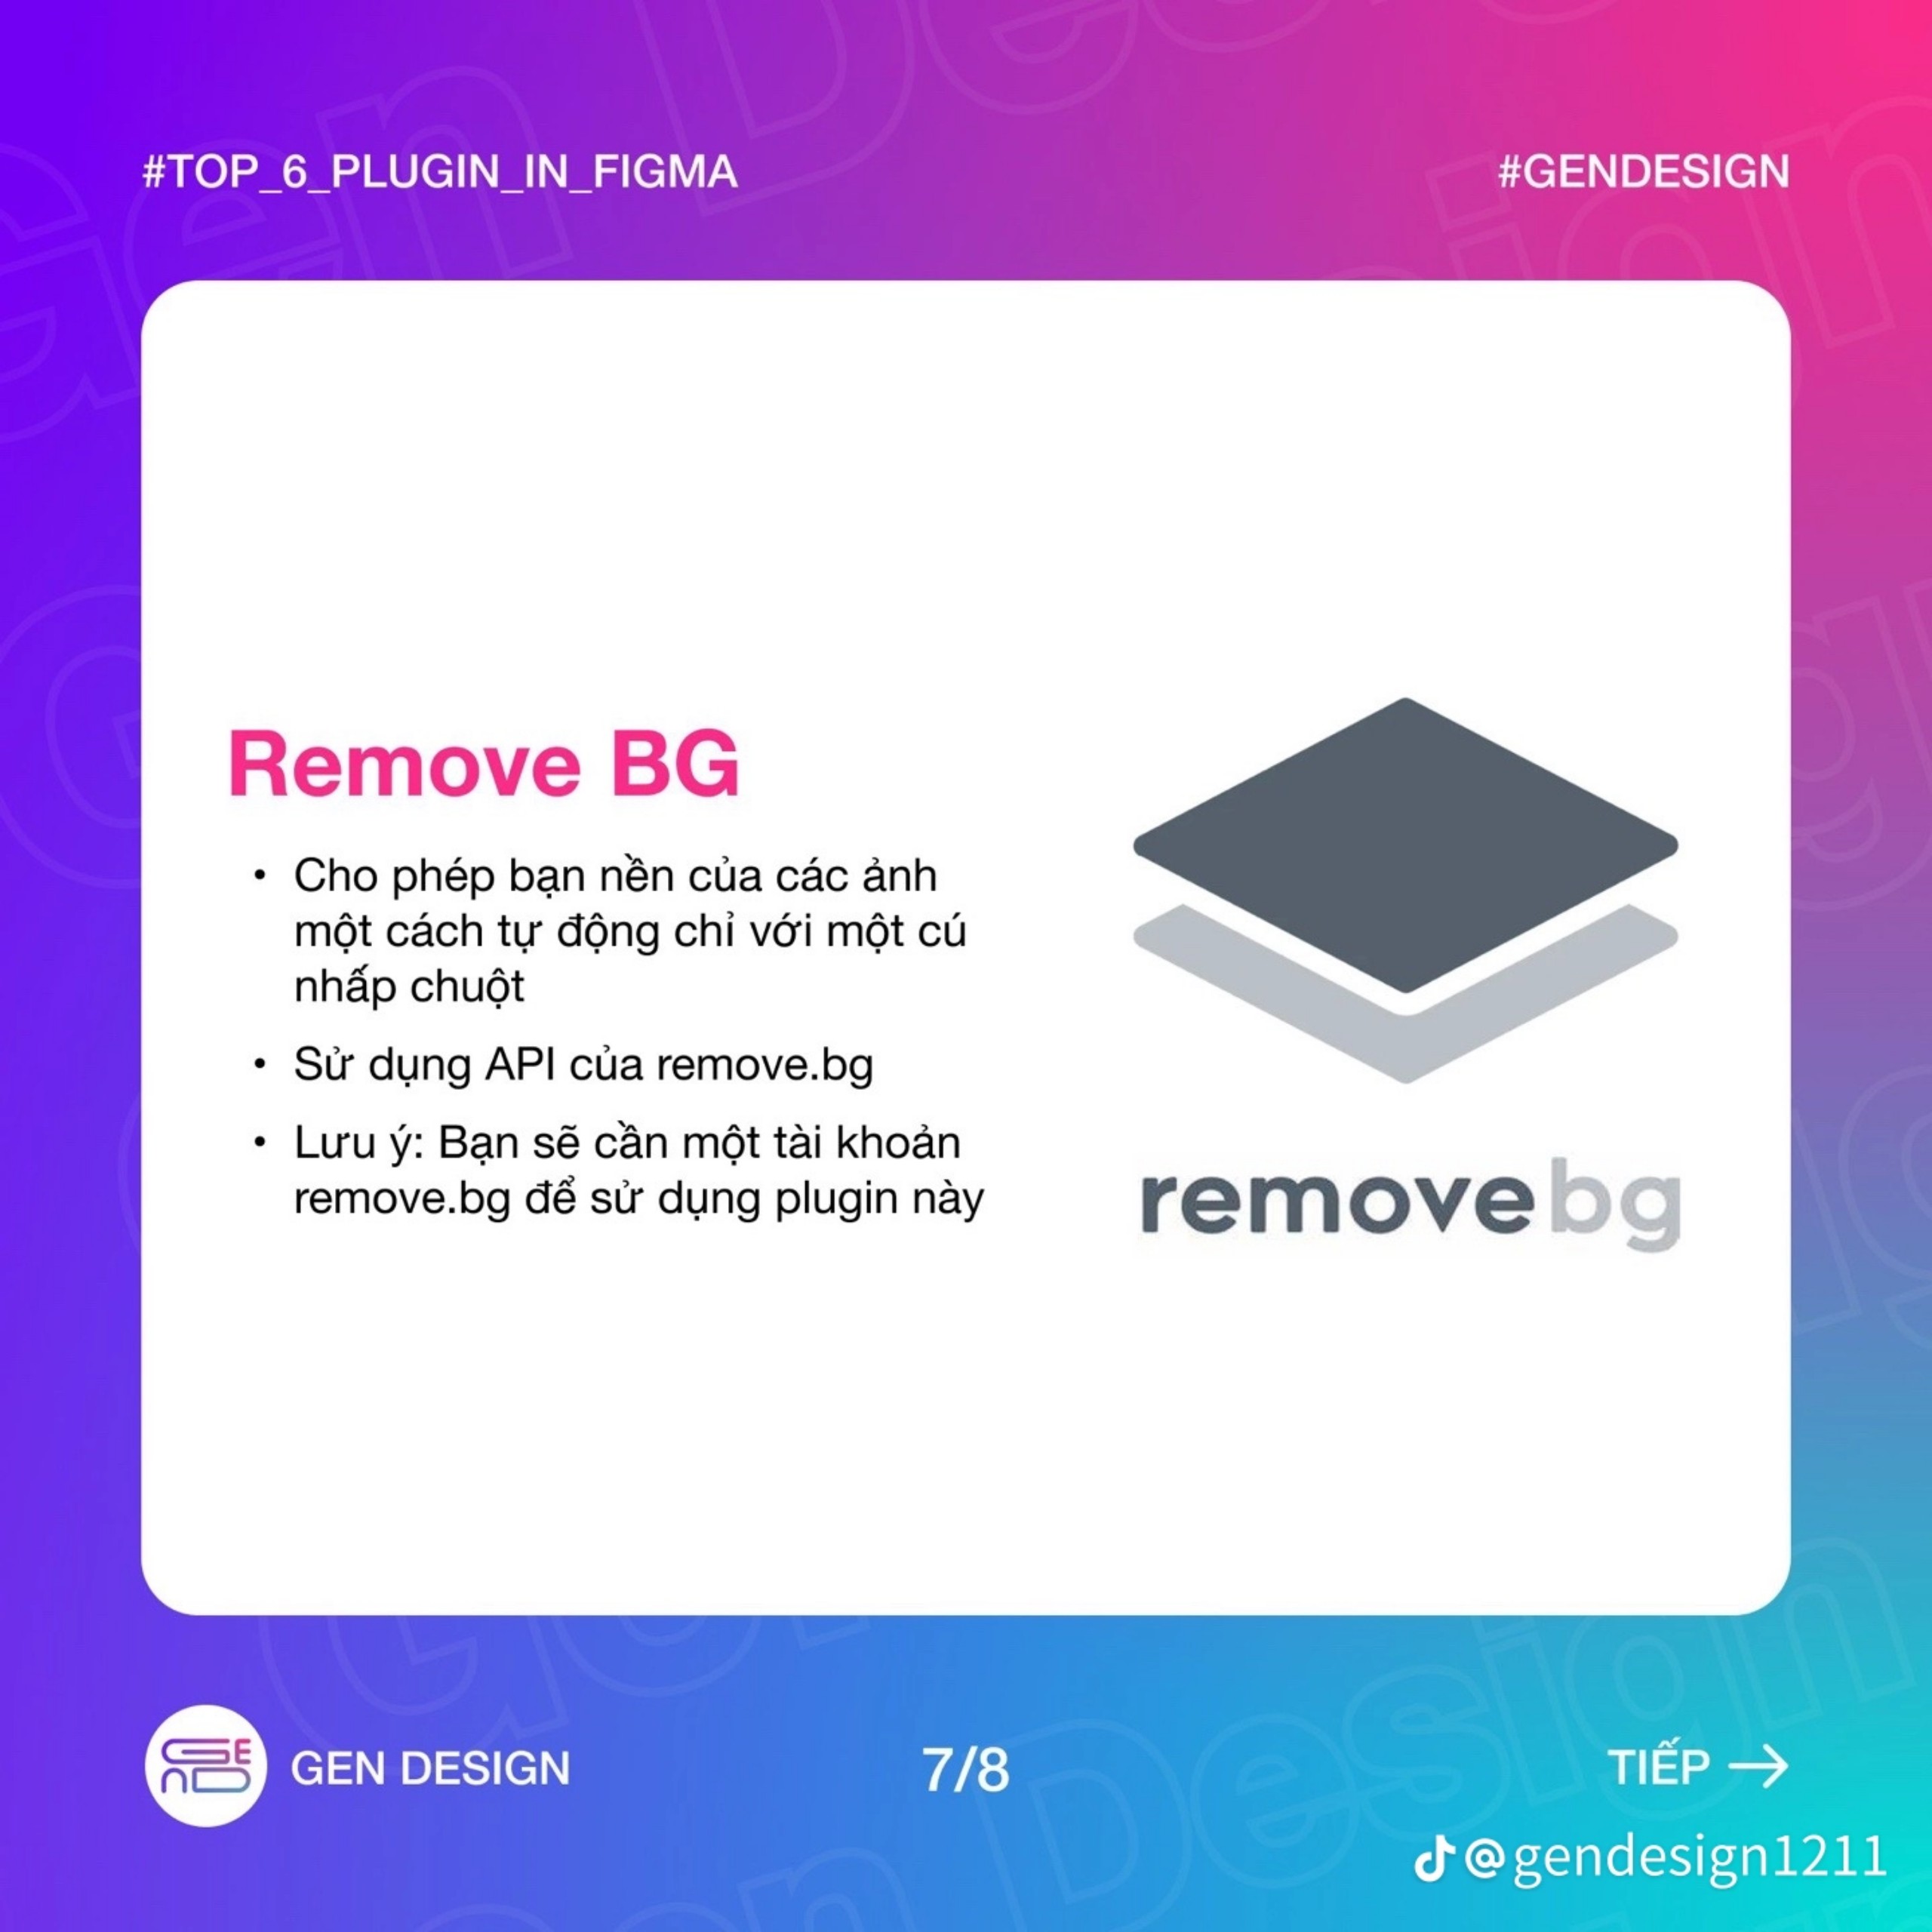 #TOP_6_PLUGIN_IN_FIGMA
#GENDESIGN
Remove BG
• Cho phép bạn nền của các ảnh
một cách tự động chỉ với một cú
nhấp chuột
• Sử dụng API của remove.bg
• Lưu ý: Bạn sẽ cần một tài khoản
remove.bg để sử dụng plugin này
removebg
GEN DESIGN
7/8
TIẾP →
@gendesign1211